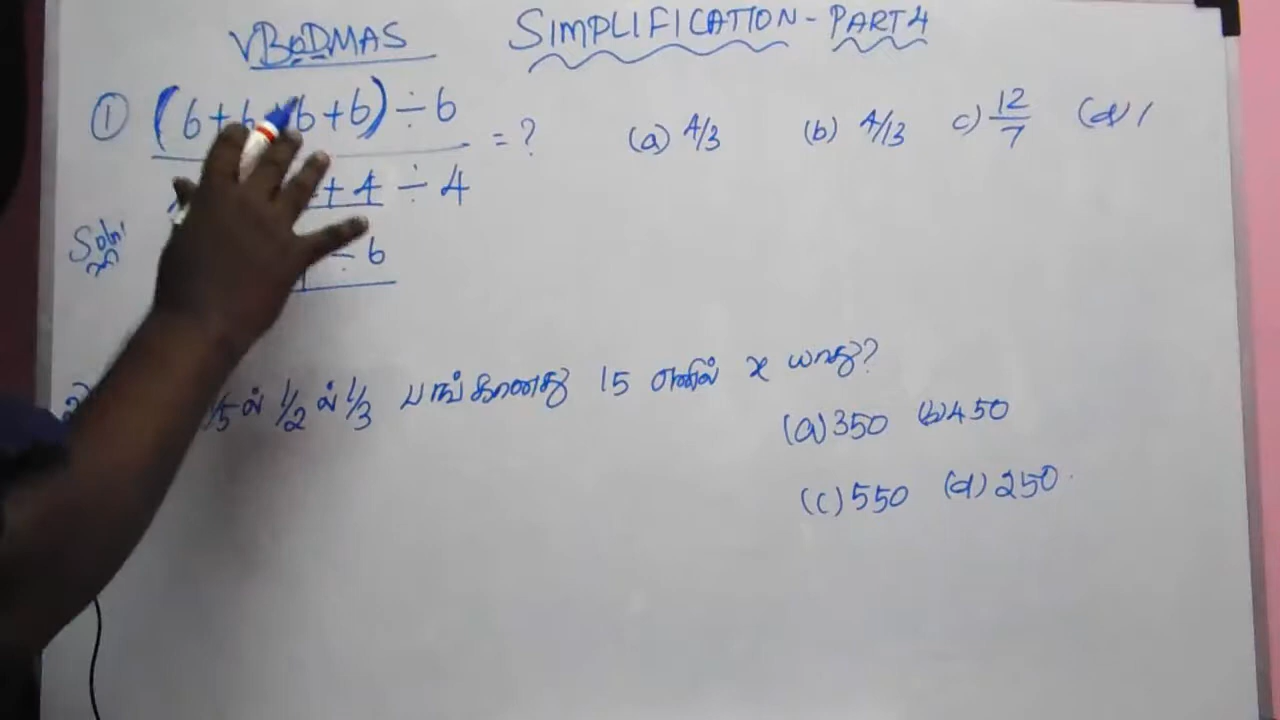 VBODMAS SIMPLIFICATION - PART 4
① (6+6+6+6) ÷ 6 = ? (a) 4/3 (b) 4/13 c) 12/7 (d) 1
+ 4 ÷ 4
Soln
÷ 6
/5ல் 1/2 ல் 1/3 பங்கானது 15 எனில் x யாது?
(a) 350 (b) 450
(c) 550 (d) 250